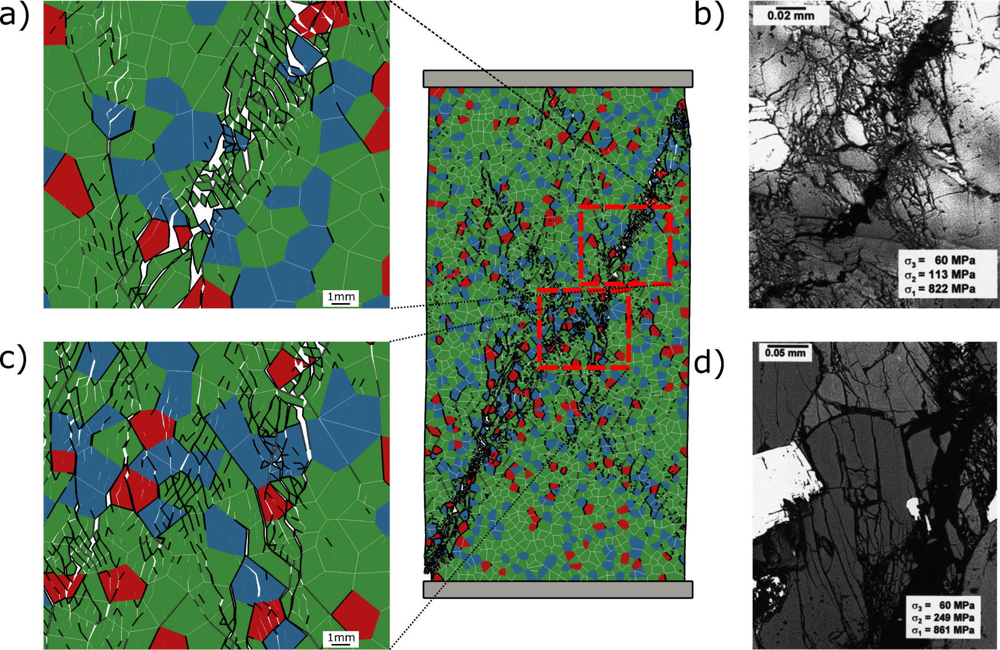 a)
1mm
b)
0.02 mm
σ3 = 60 MPa
σ2 = 113 MPa
σ1 = 822 MPa
c)
1mm
d)
0.05 mm
σ3 = 60 MPa
σ2 = 249 MPa
σ1 = 861 MPa